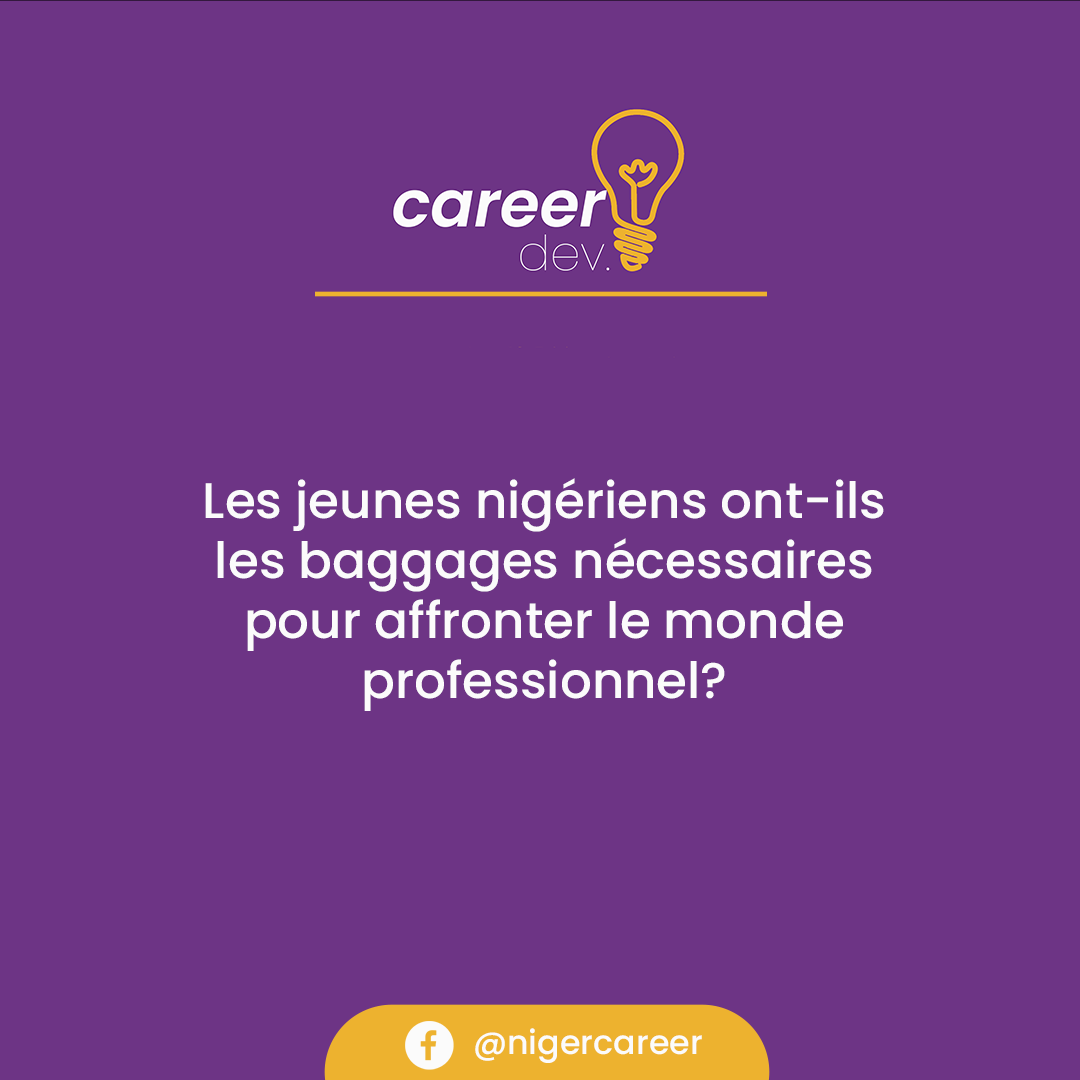 career
dev.
Les jeunes nigériens ont-ils
les baggages nécessaires
pour affronter le monde
professionnel?
@nigercareer